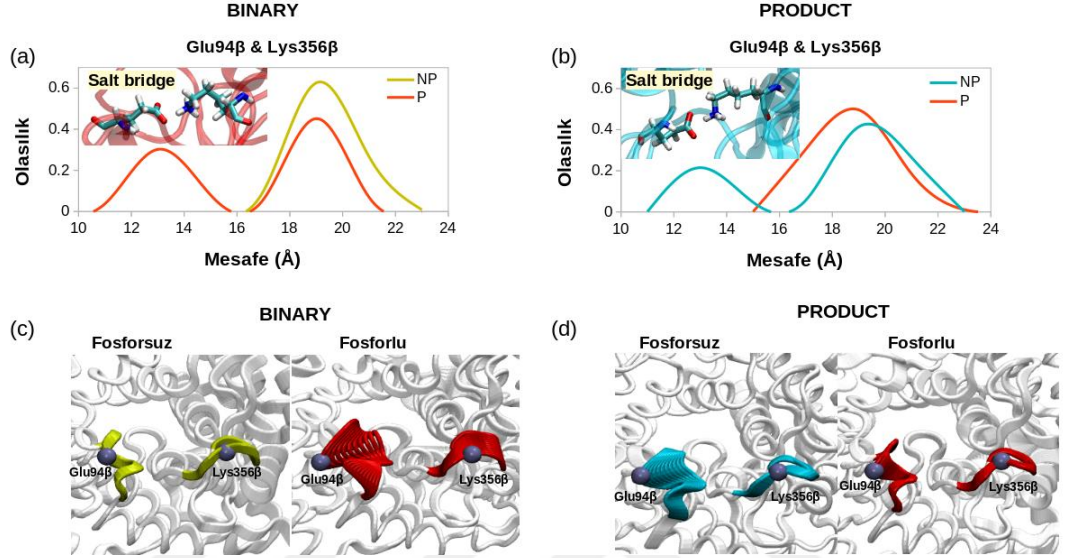 BINARY
PRODUCT
(a)
Glu94β & Lys356β
Salt bridge
NP
P
Olasılık
0.6
0.4
0.2
0
10 12 14 16 18 20 22 24
Mesafe (Å)
(b)
Glu94β & Lys356β
Salt bridge
NP
P
Olasılık
0.6
0.4
0.2
0
10 12 14 16 18 20 22 24
Mesafe (Å)
(c)
BINARY
Fosforsuz
Fosforlu
Glu94β
Lys356β
Glu94β
Lys356β
(d)
PRODUCT
Fosforsuz
Fosforlu
Glu94β
Lys356β
Glu94β
Lys356β